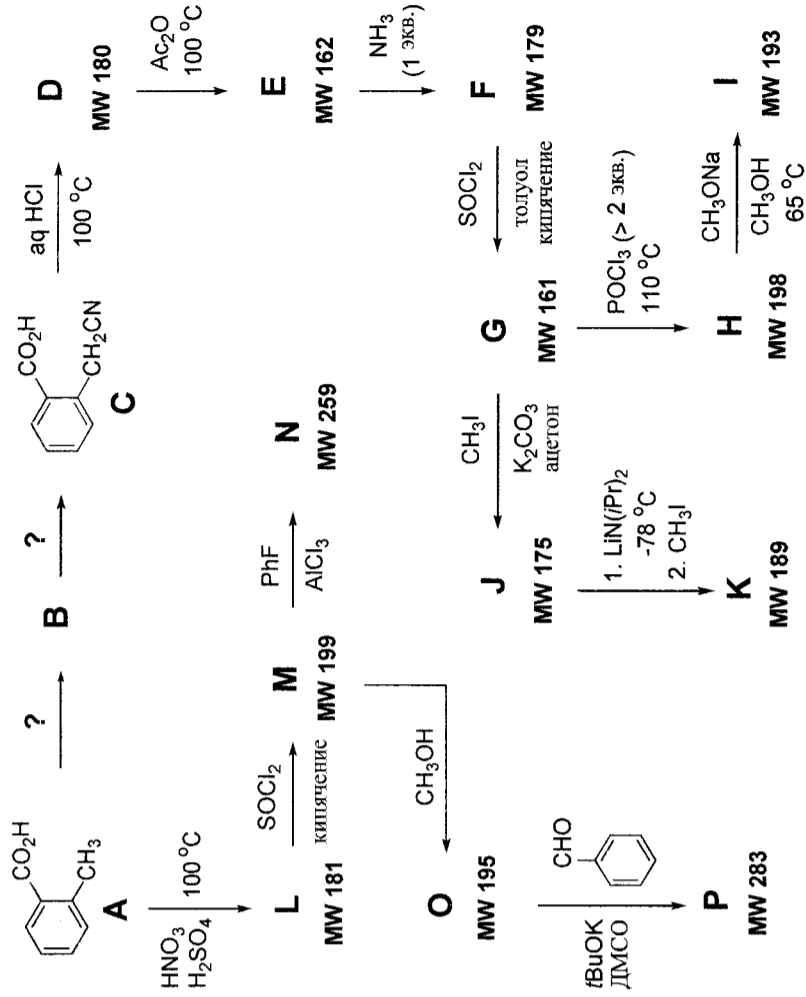 CO2H
CH3
A
?
B
?
CO2H
CH2CN
C
aq HCl
100 °C
D
MW 180
Ac2O
100 °C
E
MW 162
NH3
(1 экв.)
F
MW 179
SOCl2
толуол
кипячение
G
MW 161
POCl3 (> 2 экв.)
110 °C
H
MW 198
CH3ONa
CH3OH
65 °C
I
MW 193
CH3I
K2CO3
ацетон
J
MW 175
1. LiN(iPr)2
-78 °C
2. CH3I
K
MW 189
HNO3
H2SO4
100 °C
L
MW 181
SOCl2
кипячение
M
MW 199
PhF
AlCl3
N
MW 259
CH3OH
O
MW 195
tBuOK
ДМСО
CHO
P
MW 283